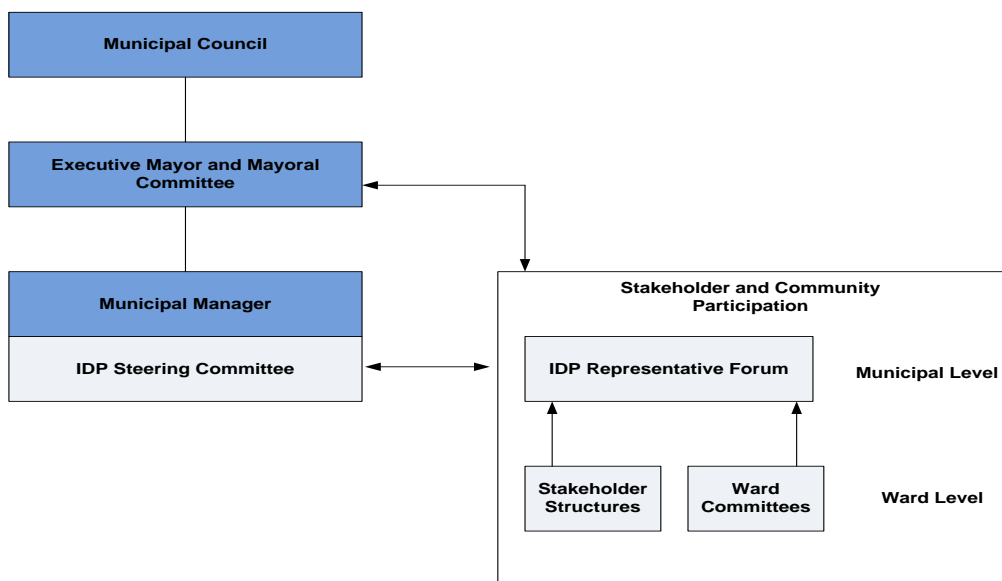 Municipal Council
Executive Mayor and Mayoral
Committee
Municipal Manager
IDP Steering Committee
Stakeholder and Community
Participation
IDP Representative Forum
Municipal Level
Stakeholder
Structures
Ward
Committees
Ward Level